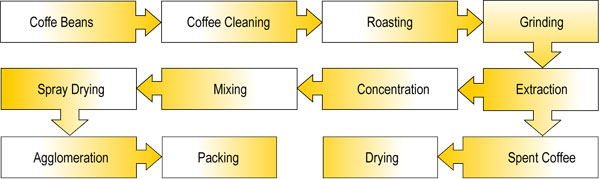 Coffe Beans
Coffee Cleaning
Roasting
Grinding
Spray Drying
Mixing
Concentration
Extraction
Agglomeration
Packing
Drying
Spent Coffee